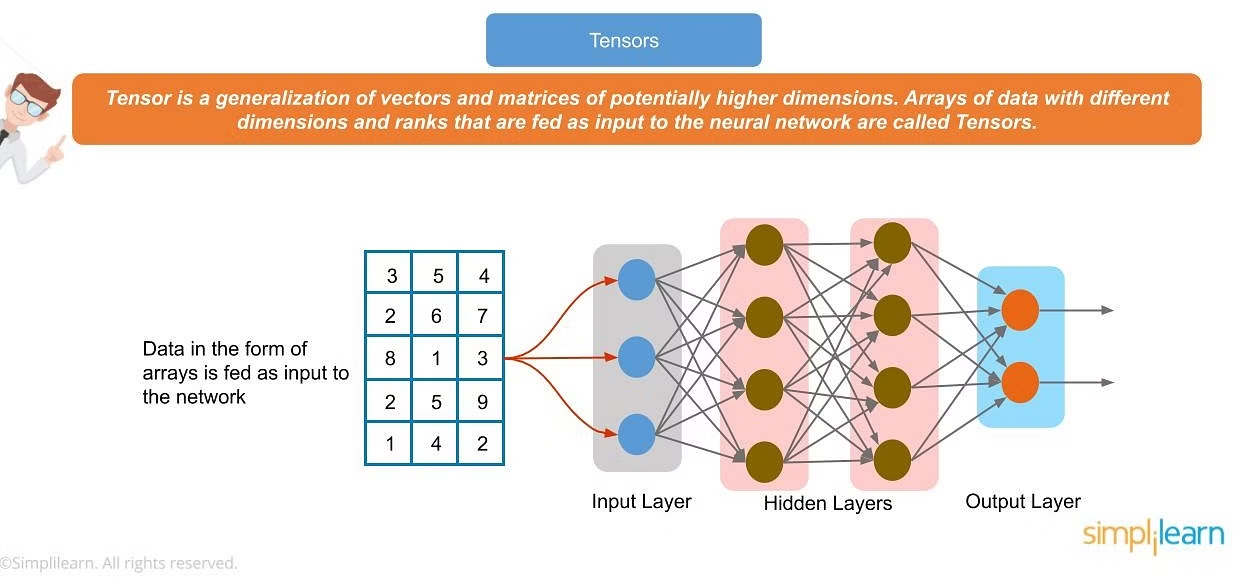 Tensors
Tensor is a generalization of vectors and matrices of potentially higher dimensions. Arrays of data with different
dimensions and ranks that are fed as input to the neural network are called Tensors.
Data in the form of
arrays is fed as input to
the network
3 5 4
2 6 7
8 1 3
2 5 9
1 4 2
Input Layer
Hidden Layers
Output Layer
simplilearn
©Simplilearn. All rights reserved.